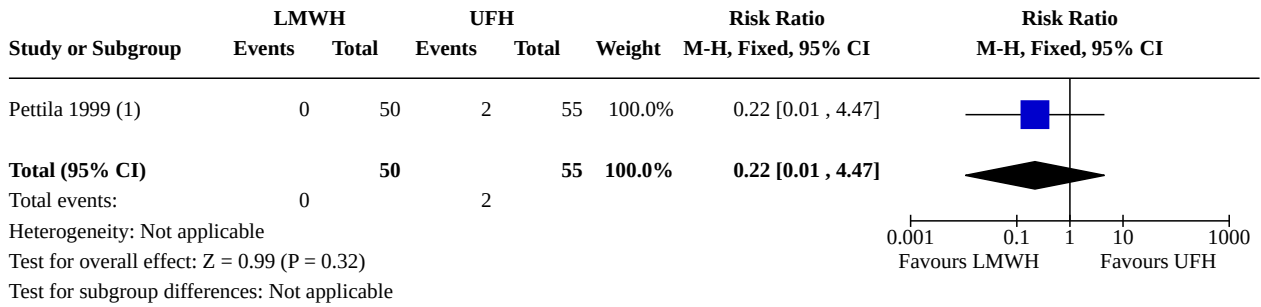 LMWH UFH Risk Ratio Risk Ratio
Study or Subgroup Events Total Events Total Weight M-H, Fixed, 95% CI M-H, Fixed, 95% CI
Pettila 1999 (1) 0 50 2 55 100.0% 0.22 [0.01 , 4.47]
Total (95% CI) 50 55 100.0% 0.22 [0.01 , 4.47]
Total events: 0 2
Heterogeneity: Not applicable
0.001 0.1 1 10 1000
Test for overall effect: Z = 0.99 (P = 0.32)
Favours LMWH Favours UFH
Test for subgroup differences: Not applicable